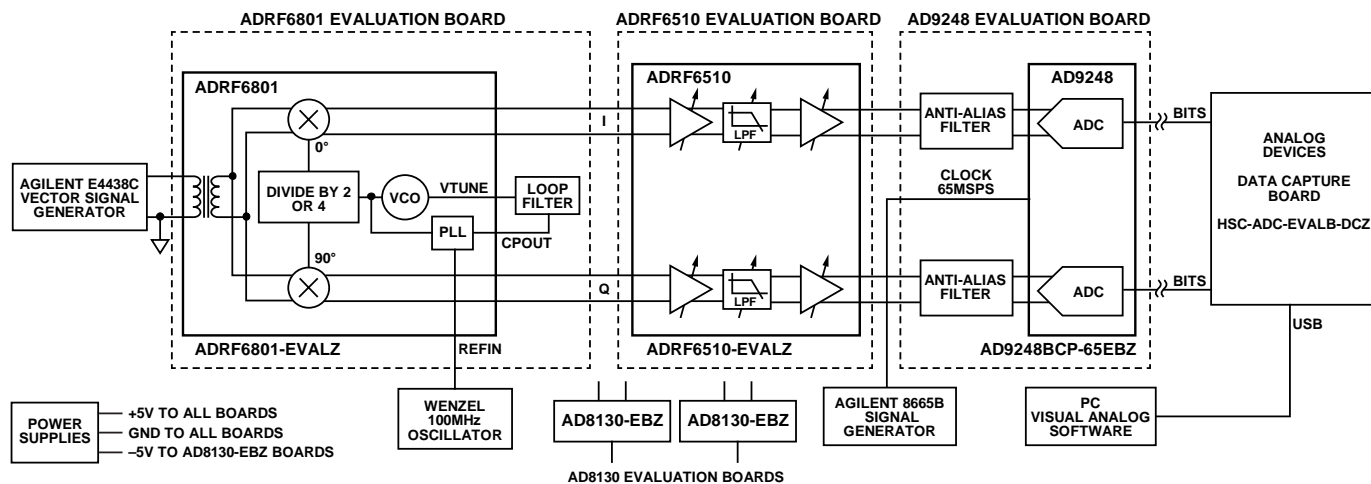 ADRF6801 EVALUATION BOARD
ADRF6510 EVALUATION BOARD
AD9248 EVALUATION BOARD
ADRF6801
ADRF6510
AD9248
0°
I
LPF
ANTI-ALIAS
FILTER
ADC
BITS
AGILENT E4438C
VECTOR SIGNAL
GENERATOR
DIVIDE BY 2
OR 4
VCO
VTUNE
LOOP
FILTER
PLL
CPOUT
CLOCK
65MSPS
ANALOG
DEVICES
DATA CAPTURE
BOARD
HSC-ADC-EVALB-DCZ
90°
Q
LPF
ANTI-ALIAS
FILTER
ADC
BITS
USB
ADRF6801-EVALZ
REFIN
ADRF6510-EVALZ
AD9248BCP-65EBZ
POWER
SUPPLIES
+5V TO ALL BOARDS
GND TO ALL BOARDS
–5V TO AD8130-EBZ BOARDS
WENZEL
100MHz
OSCILLATOR
AD8130-EBZ
AD8130-EBZ
AGILENT 8665B
SIGNAL
GENERATOR
PC
VISUAL ANALOG
SOFTWARE
AD8130 EVALUATION BOARDS